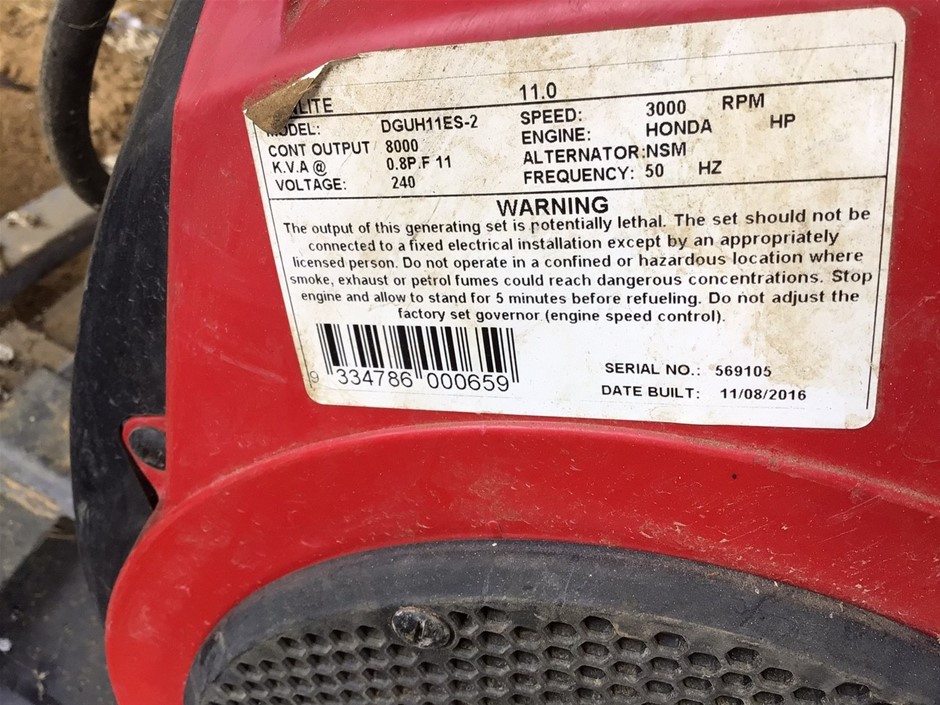 11.0
MODEL: DGUH11ES-2 SPEED: 3000 RPM
CONT OUTPUT 8000 ENGINE: HONDA HP
K.V.A @ 0.8P.F 11 ALTERNATOR:NSM
VOLTAGE: 240 FREQUENCY: 50 HZ
WARNING
The output of this generating set is potentially lethal. The set should not be
connected to a fixed electrical installation except by an appropriately
licensed person. Do not operate in a confined or hazardous location where
smoke, exhaust or petrol fumes could reach dangerous concentrations. Stop
engine and allow to stand for 5 minutes before refueling. Do not adjust the
factory set governor (engine speed control).
9 334786 000659
SERIAL NO.: 569105
DATE BUILT: 11/08/2016